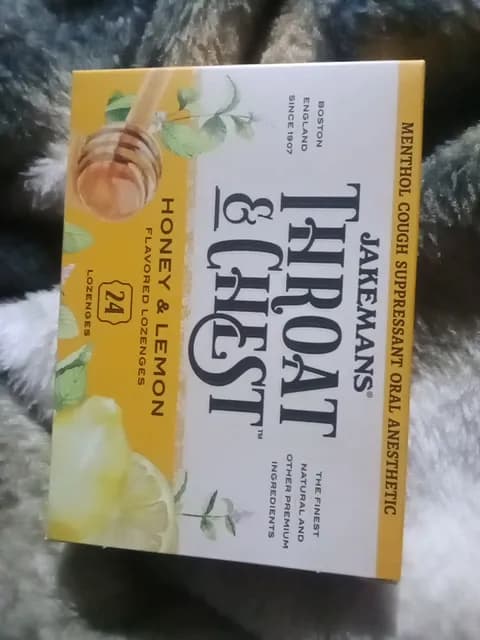 MENTHOL COUGH SUPPRESSANT ORAL ANESTHETIC
JAKEMANS®
THROAT
& CHEST™
BOSTON
ENGLAND
SINCE 1907
THE FINEST
NATURAL AND
OTHER PREMIUM
INGREDIENTS
HONEY & LEMON
FLAVORED LOZENGES
24
LOZENGES